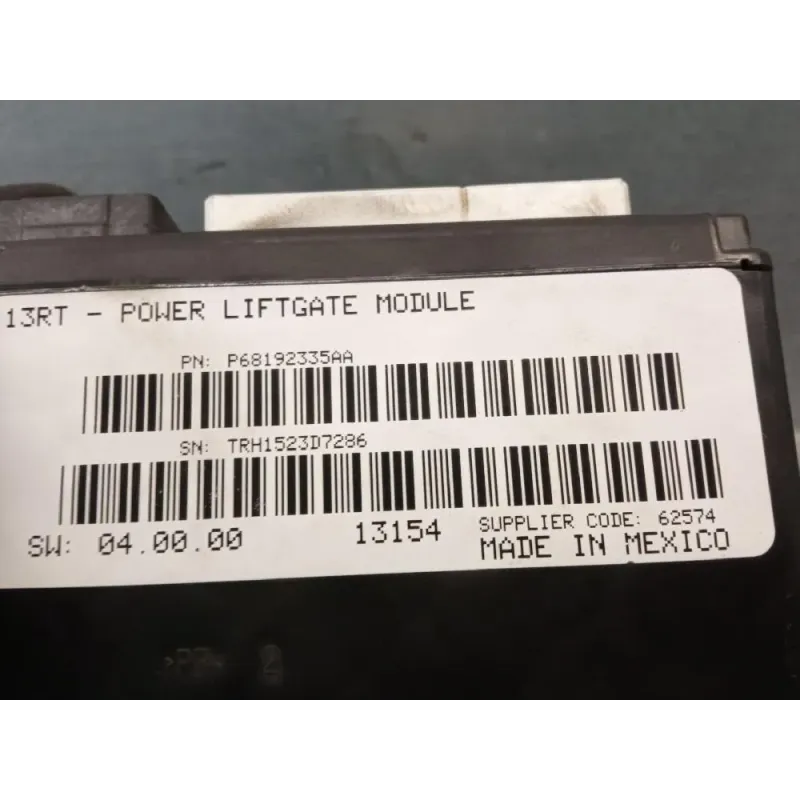 13RT - POWER LIFTGATE MODULE
PN: P68192335AA
SN: TRH1523D7286
SW: 04.00.00 13154 SUPPLIER CODE: 62574
MADE IN MEXICO